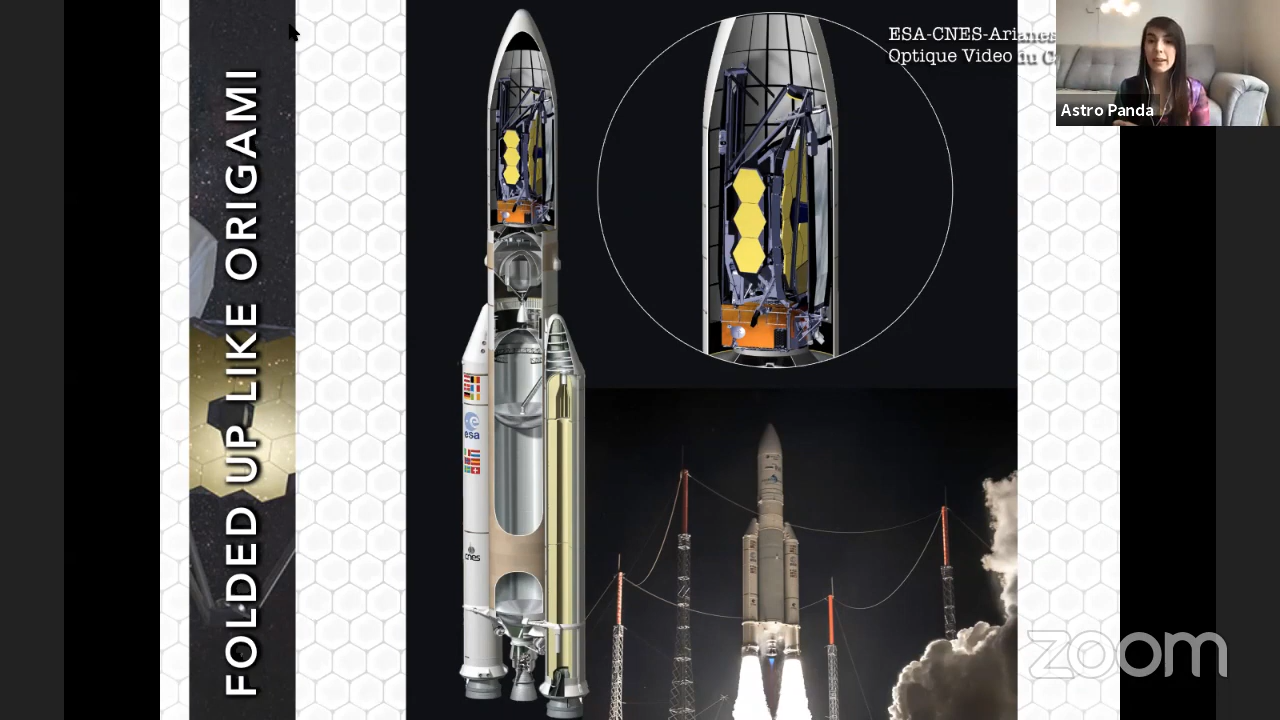 FOLDED UP LIKE ORIGAMI
ESA-CNES-Arianes
Optique Video du C
Astro Panda
esa
cnes
zoom